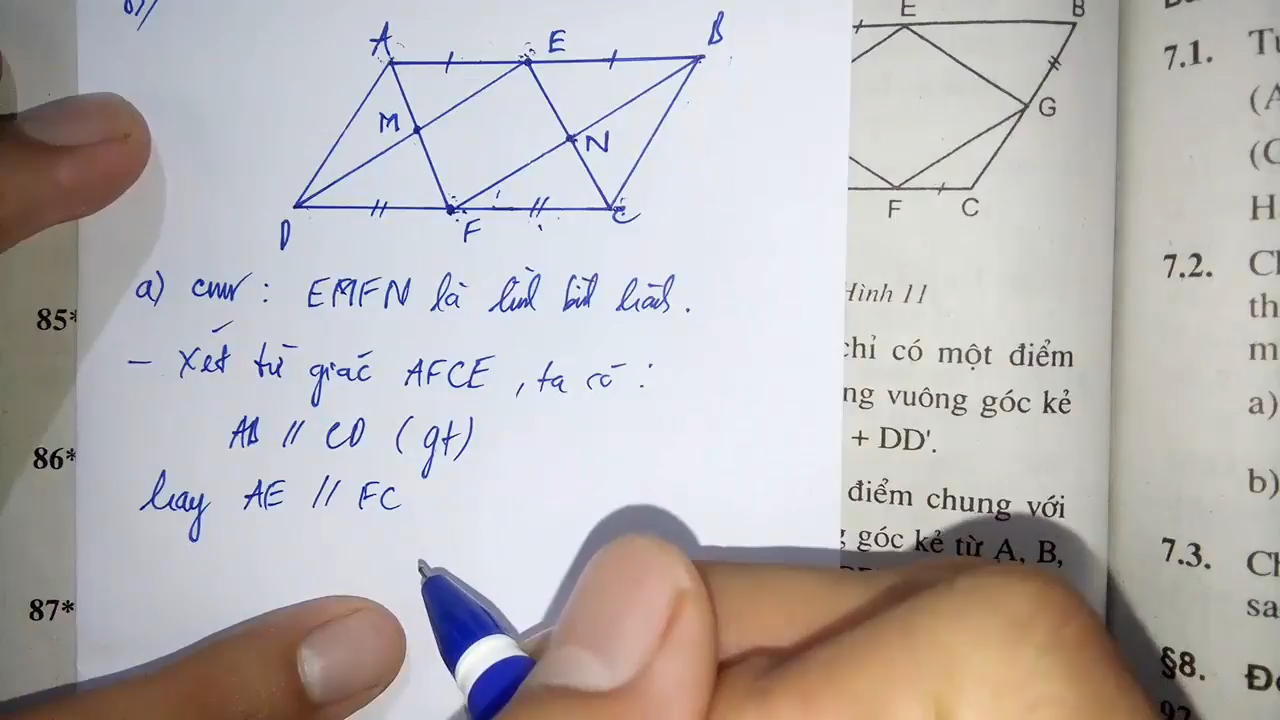 b)
A E B
M N
D F C
a) cmr : EMFN là hình bình hành.
- Xét tứ giác AFCE , ta có :
AB // CD (gt)
hay AE // FC
85*
86*
87*
E B
G
F C
Hình 11
chỉ có một điểm
vuông góc kẻ
+ DD'.
điểm chung với
góc kẻ từ A, B,
7.1.
(A
(C
H
7.2.
th
m
a)
b)
7.3.
sa
§8.